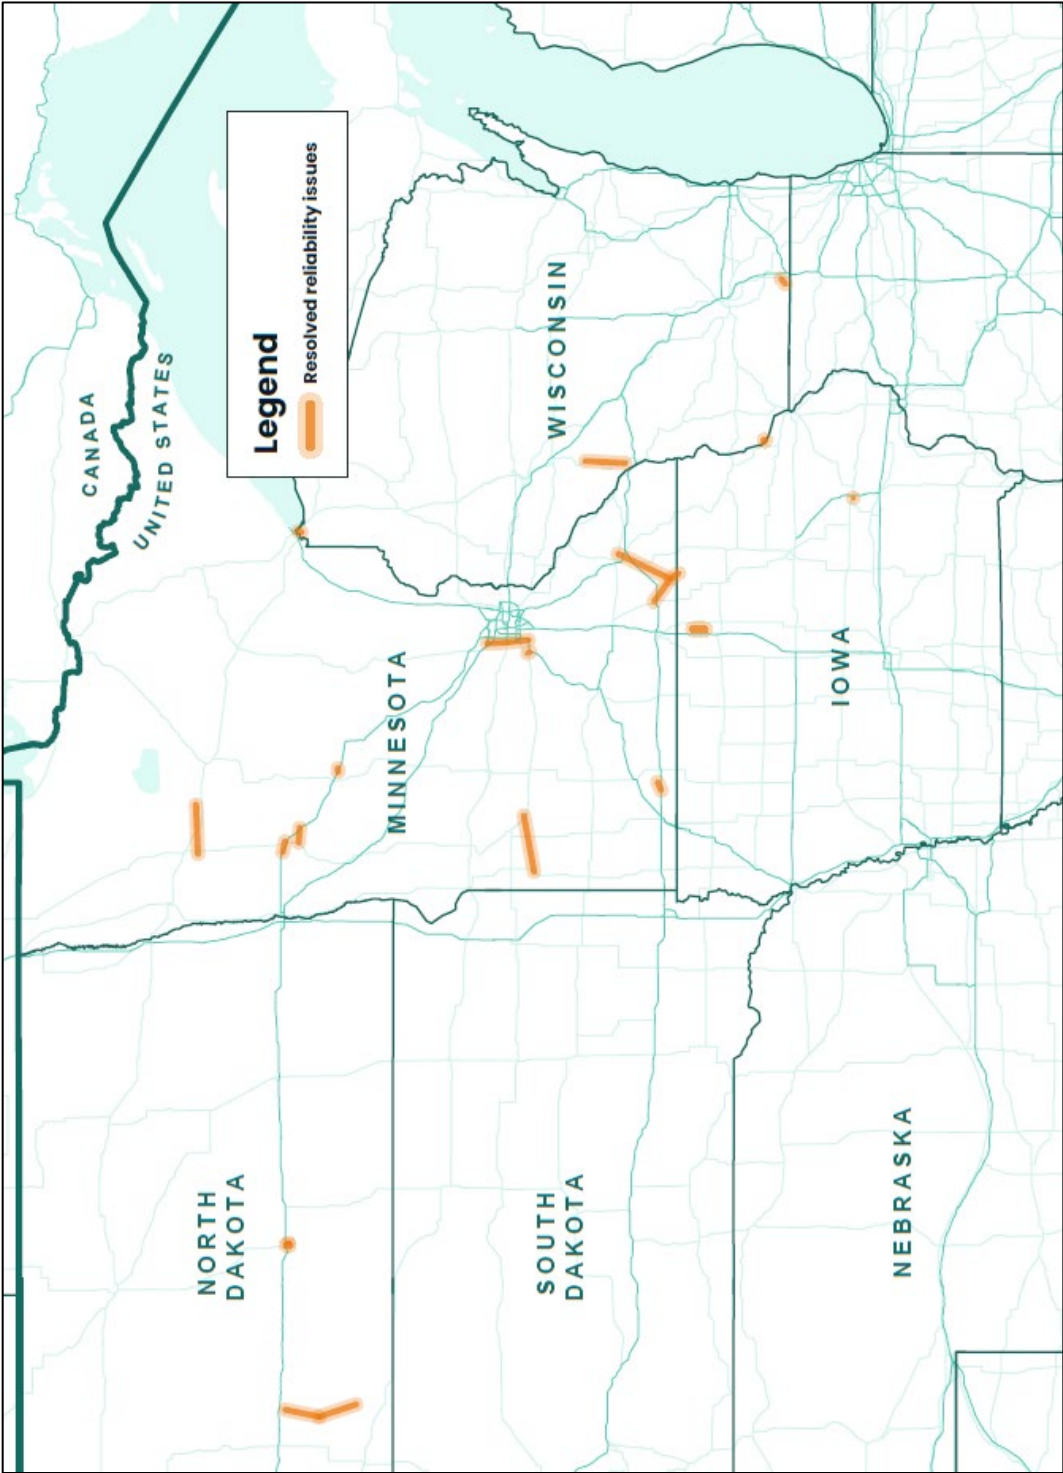 Legend
Resolved reliability issues
CANADA
UNITED STATES
NORTH
DAKOTA
MINNESOTA
WISCONSIN
SOUTH
DAKOTA
IOWA
NEBRASKA